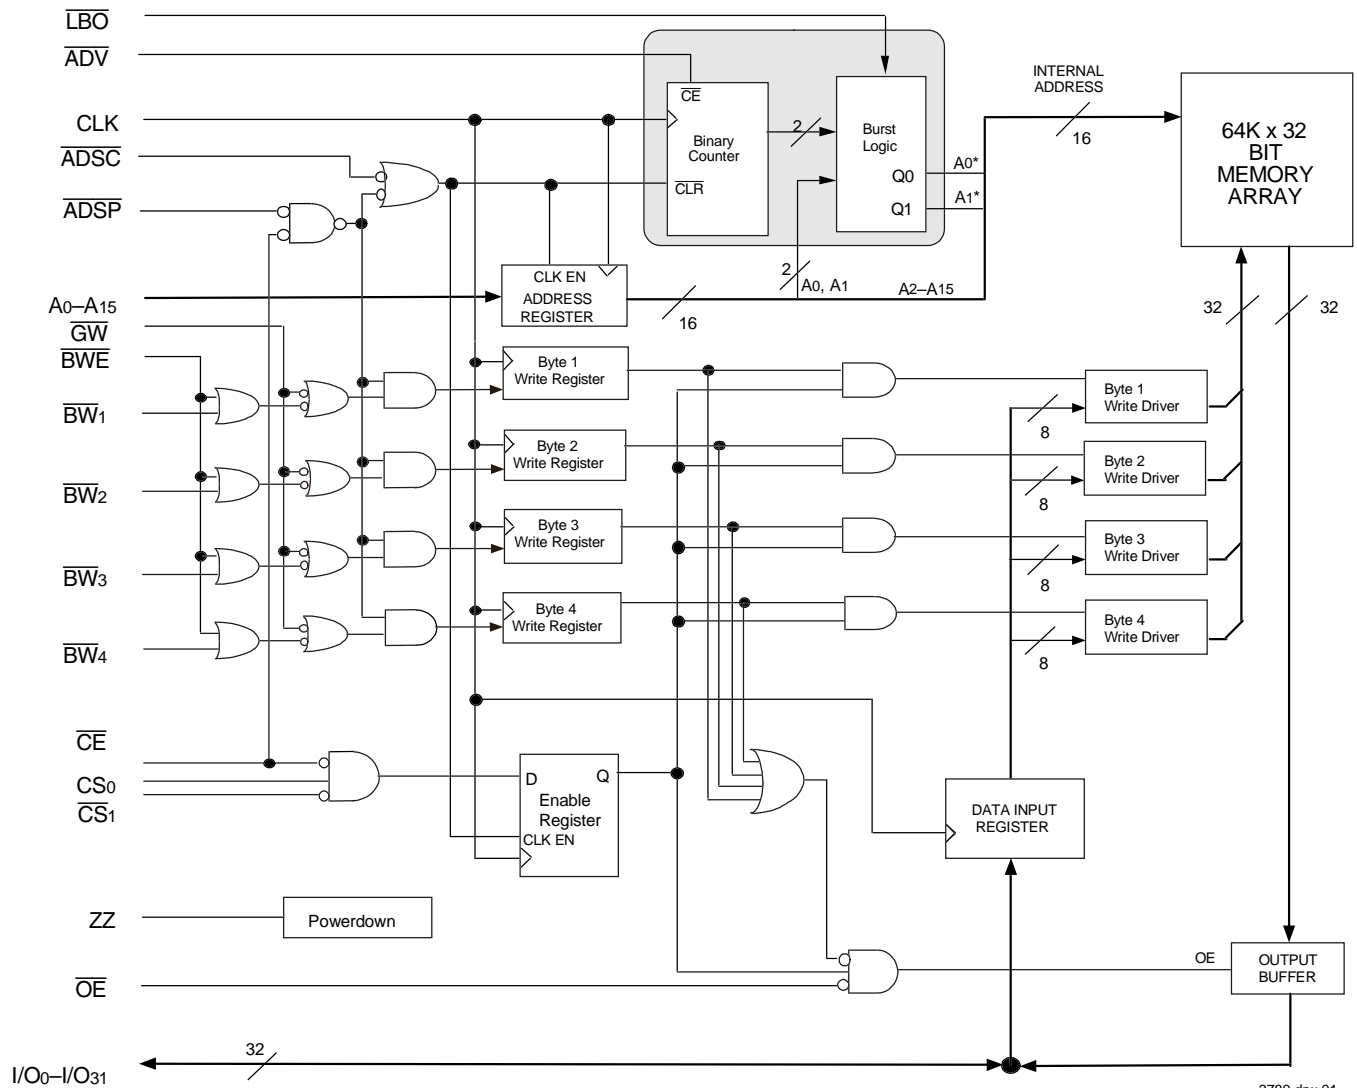 LBO
ADV
CLK
ADSC
ADSP
A0–A15
GW
BWE
BW1
BW2
BW3
BW4
CE
CS0
CS1
ZZ
OE
I/O0–I/O31
CE
Binary
Counter
CLR
2
Burst
Logic
Q0
Q1
A0*
A1*
INTERNAL
ADDRESS
16
64K x 32
BIT
MEMORY
ARRAY
CLK EN
ADDRESS
REGISTER
16
2
A0, A1
A2–A15
32
32
Byte 1
Write Register
Byte 2
Write Register
Byte 3
Write Register
Byte 4
Write Register
Byte 1
Write Driver
8
Byte 2
Write Driver
8
Byte 3
Write Driver
8
Byte 4
Write Driver
8
D
Q
Enable
Register
CLK EN
DATA INPUT
REGISTER
Powerdown
OE
OUTPUT
BUFFER
32